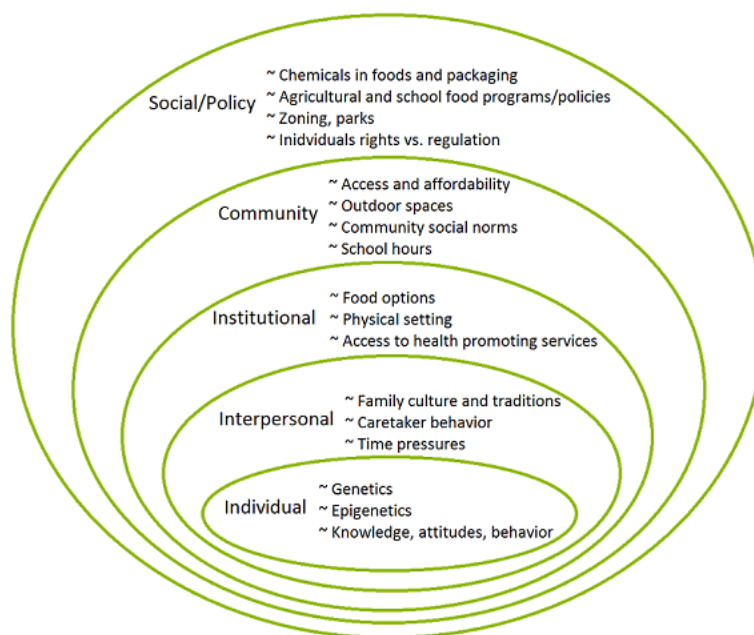 ~ Chemicals in foods and packaging
Social/Policy ~ Agricultural and school food programs/policies
~ Zoning, parks
~ Inidviduals rights vs. regulation
~ Access and affordability
Community ~ Outdoor spaces
~ Community social norms
~ School hours
~ Food options
Institutional ~ Physical setting
~ Access to health promoting services
~ Family culture and traditions
Interpersonal ~ Caretaker behavior
~ Time pressures
~ Genetics
Individual ~ Epigenetics
~ Knowledge, attitudes, behavior